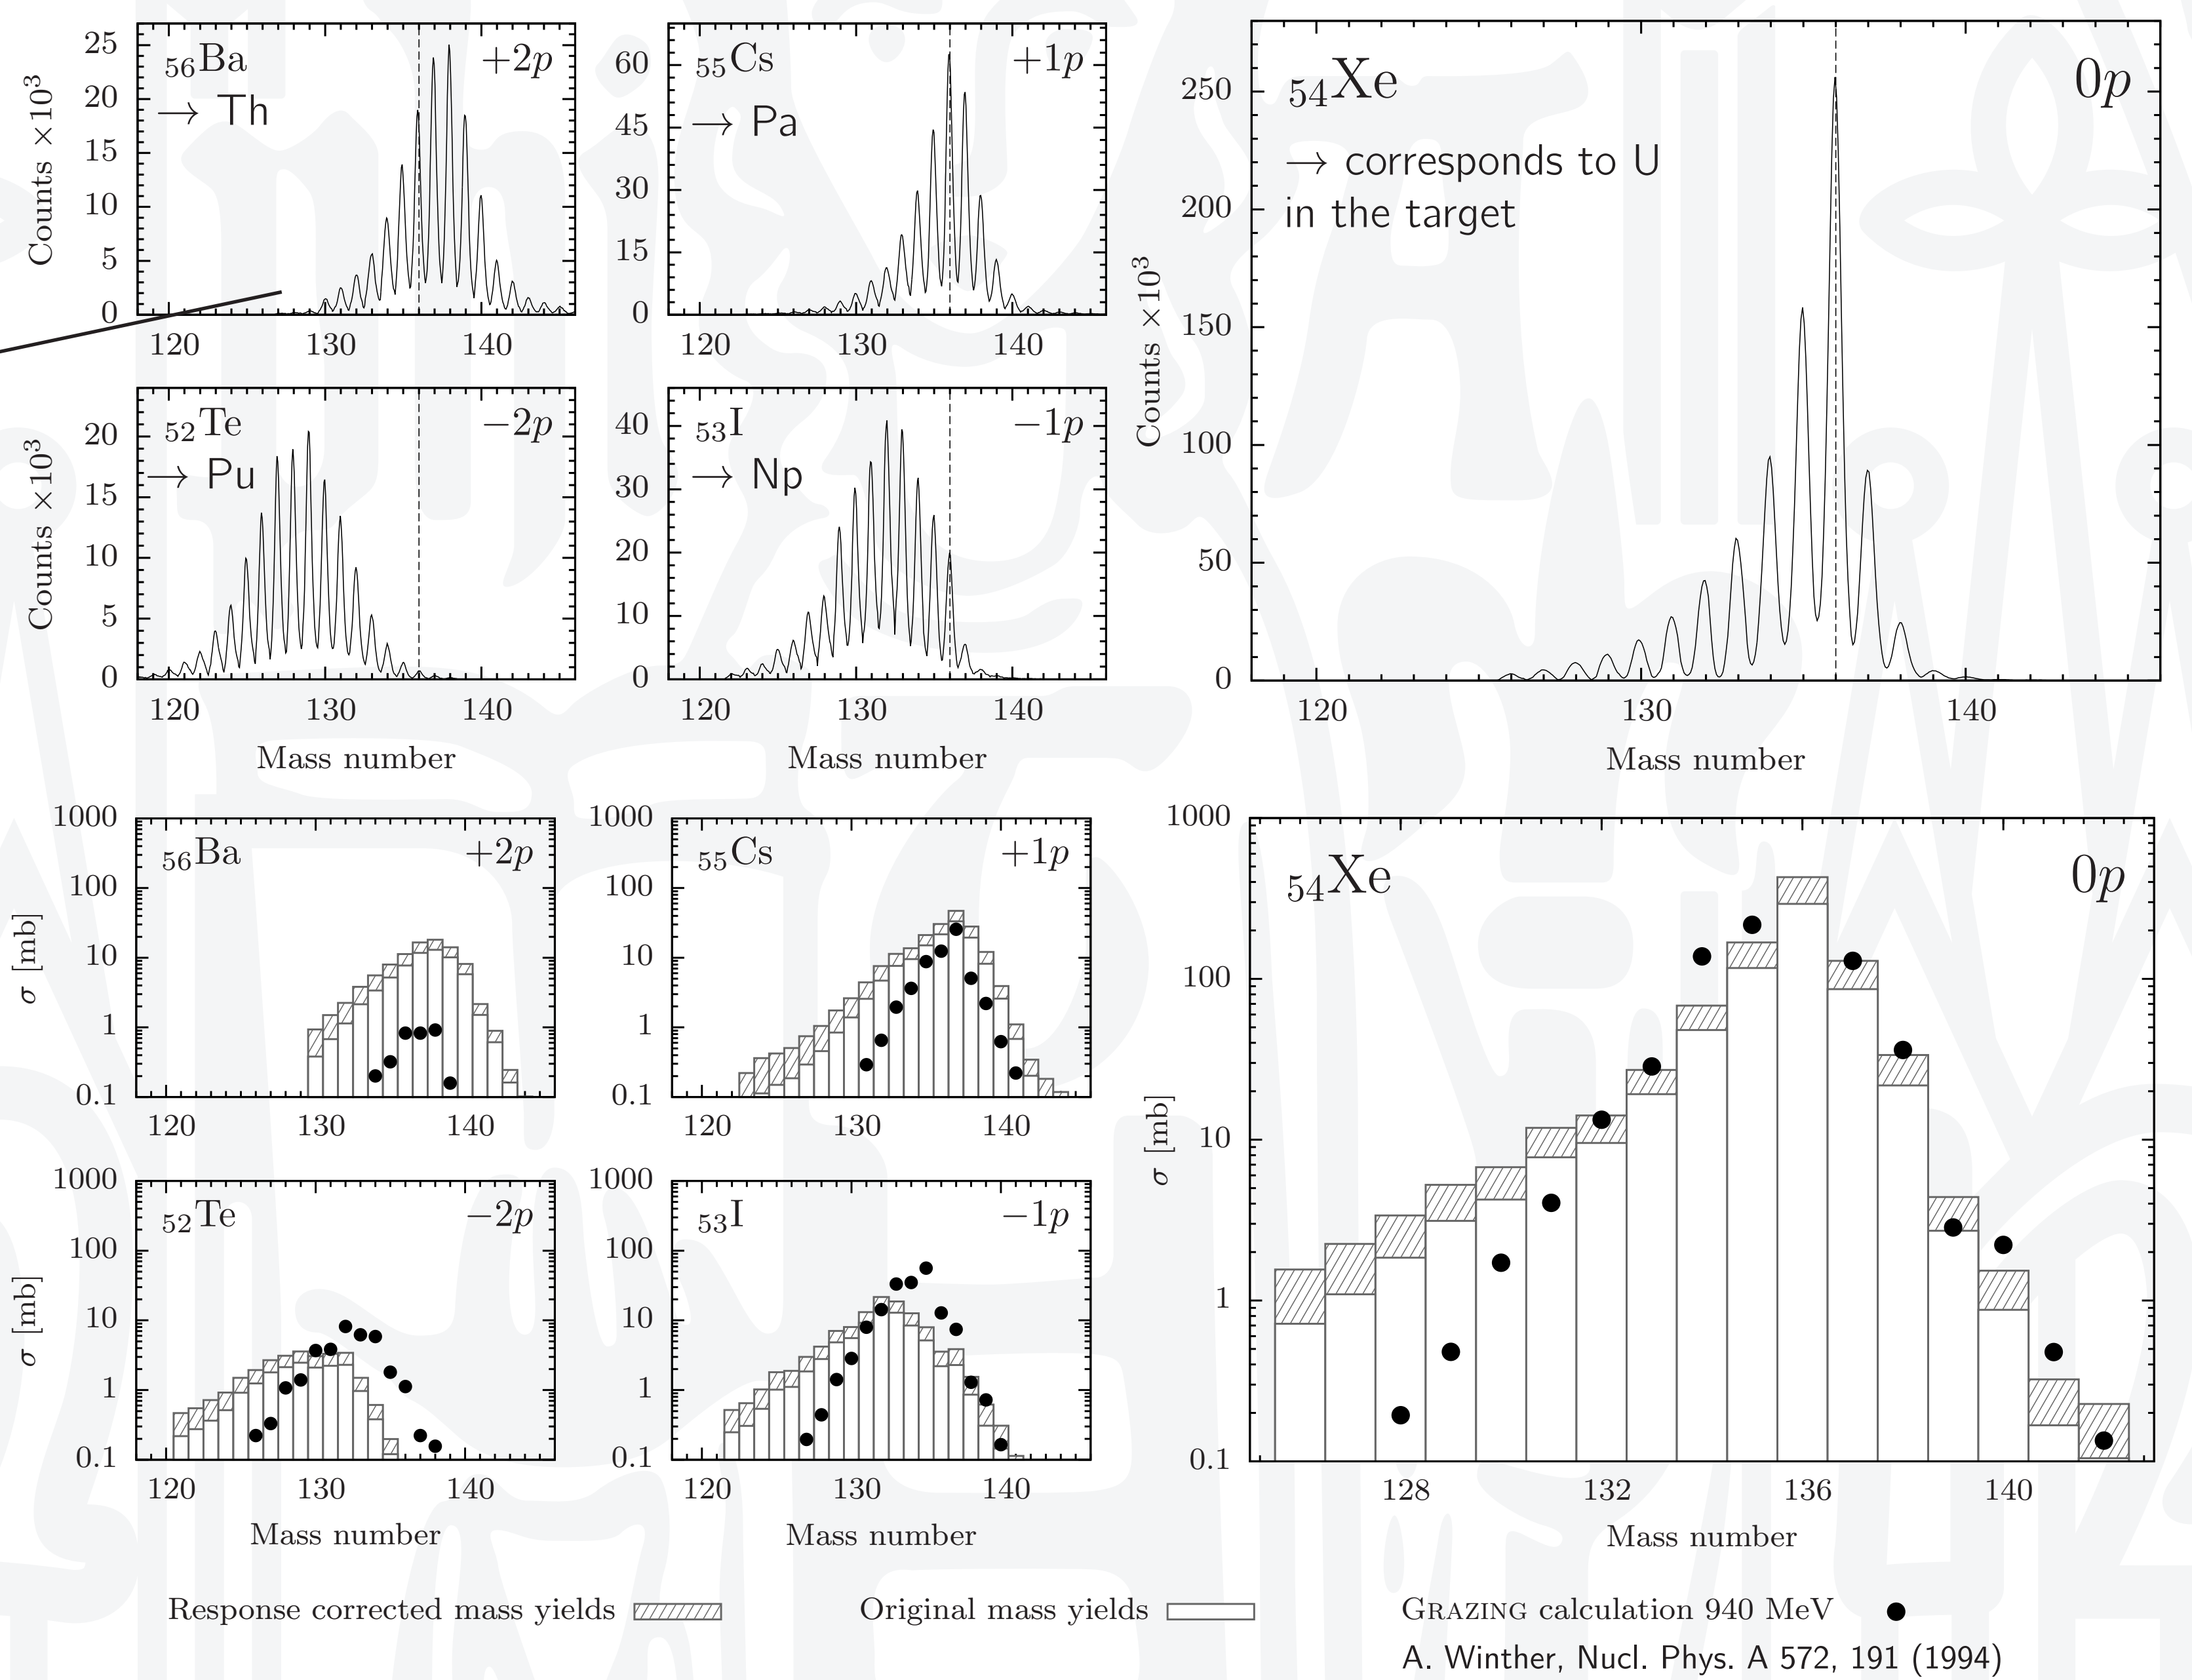 25
20
15
10
5
0
Counts ×10³
₅₆Ba
+2p
→ Th
120 130 140
60
45
30
15
0
₅₅Cs
+1p
→ Pa
120 130 140
250
200
150
100
50
0
Counts ×10³
₅₄Xe
0p
→ corresponds to U
in the target
120 130 140
Mass number
20
15
10
5
0
Counts ×10³
₅₂Te
−2p
→ Pu
120 130 140
Mass number
40
30
20
10
0
₅₃I
−1p
→ Np
120 130 140
Mass number
1000
100
10
1
0.1
σ [mb]
₅₆Ba
+2p
120 130 140
1000
100
10
1
0.1
₅₅Cs
+1p
120 130 140
1000
100
10
1
0.1
σ [mb]
₅₄Xe
0p
128 132 136 140
Mass number
1000
100
10
1
0.1
σ [mb]
₅₂Te
−2p
120 130 140
Mass number
1000
100
10
1
0.1
₅₃I
−1p
120 130 140
Mass number
Response corrected mass yields
Original mass yields
GRAZING calculation 940 MeV
A. Winther, Nucl. Phys. A 572, 191 (1994)